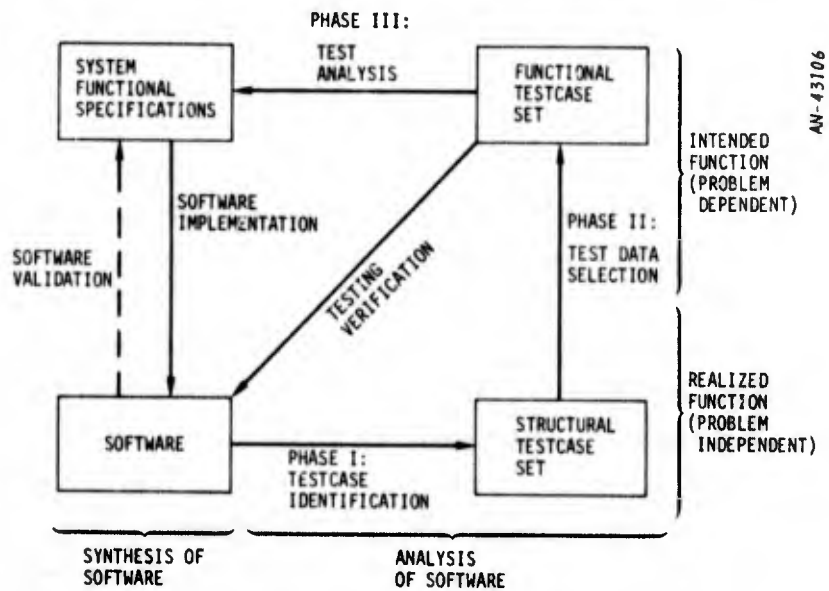 PHASE III:
TEST
ANALYSIS
SYSTEM
FUNCTIONAL
SPECIFICATIONS
FUNCTIONAL
TESTCASE
SET
AN-43106
INTENDED
FUNCTION
(PROBLEM
DEPENDENT)
SOFTWARE
IMPLEMENTATION
PHASE II:
TEST DATA
SELECTION
SOFTWARE
VALIDATION
TESTING
VERIFICATION
REALIZED
FUNCTION
(PROBLEM
INDEPENDENT)
SOFTWARE
STRUCTURAL
TESTCASE
SET
PHASE I:
TESTCASE
IDENTIFICATION
SYNTHESIS OF
SOFTWARE
ANALYSIS
OF SOFTWARE